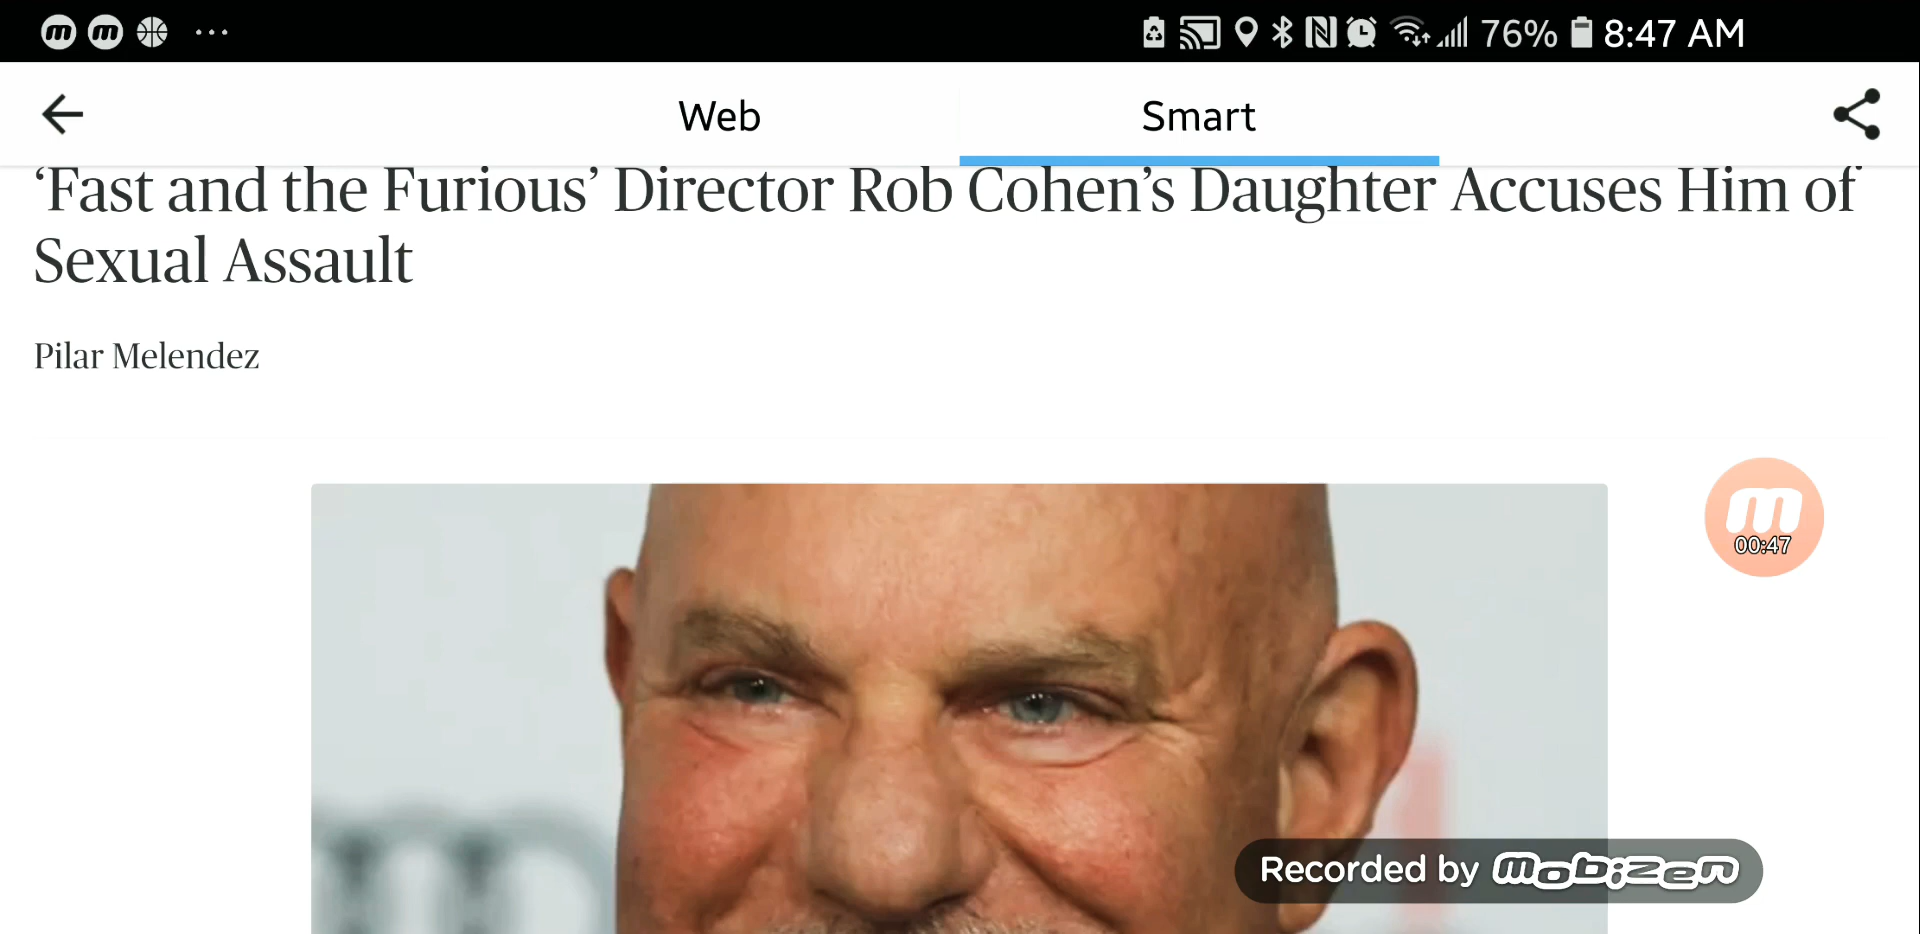 76% 8:47 AM
Web Smart
‘Fast and the Furious’ Director Rob Cohen’s Daughter Accuses Him of
Sexual Assault
Pilar Melendez
m
00:47
Recorded by mobizen